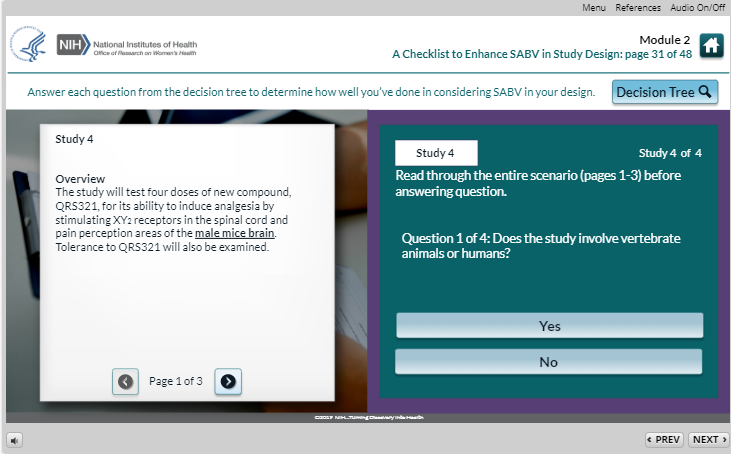 Menu References Audio On/Off
NIH National Institutes of Health
Office of Research on Women's Health
Module 2
A Checklist to Enhance SABV in Study Design: page 31 of 48
Answer each question from the decision tree to determine how well you've done in considering SABV in your design.
Decision Tree
Study 4
Overview
The study will test four doses of new compound,
QRS321, for its ability to induce analgesia by
stimulating XY₂ receptors in the spinal cord and
pain perception areas of the male mice brain.
Tolerance to QRS321 will also be examined.
Page 1 of 3
Study 4
Study 4 of 4
Read through the entire scenario (pages 1-3) before
answering question.
Question 1 of 4: Does the study involve vertebrate
animals or humans?
Yes
No
©2019 NIH...Turning Discovery Into Health
PREV NEXT